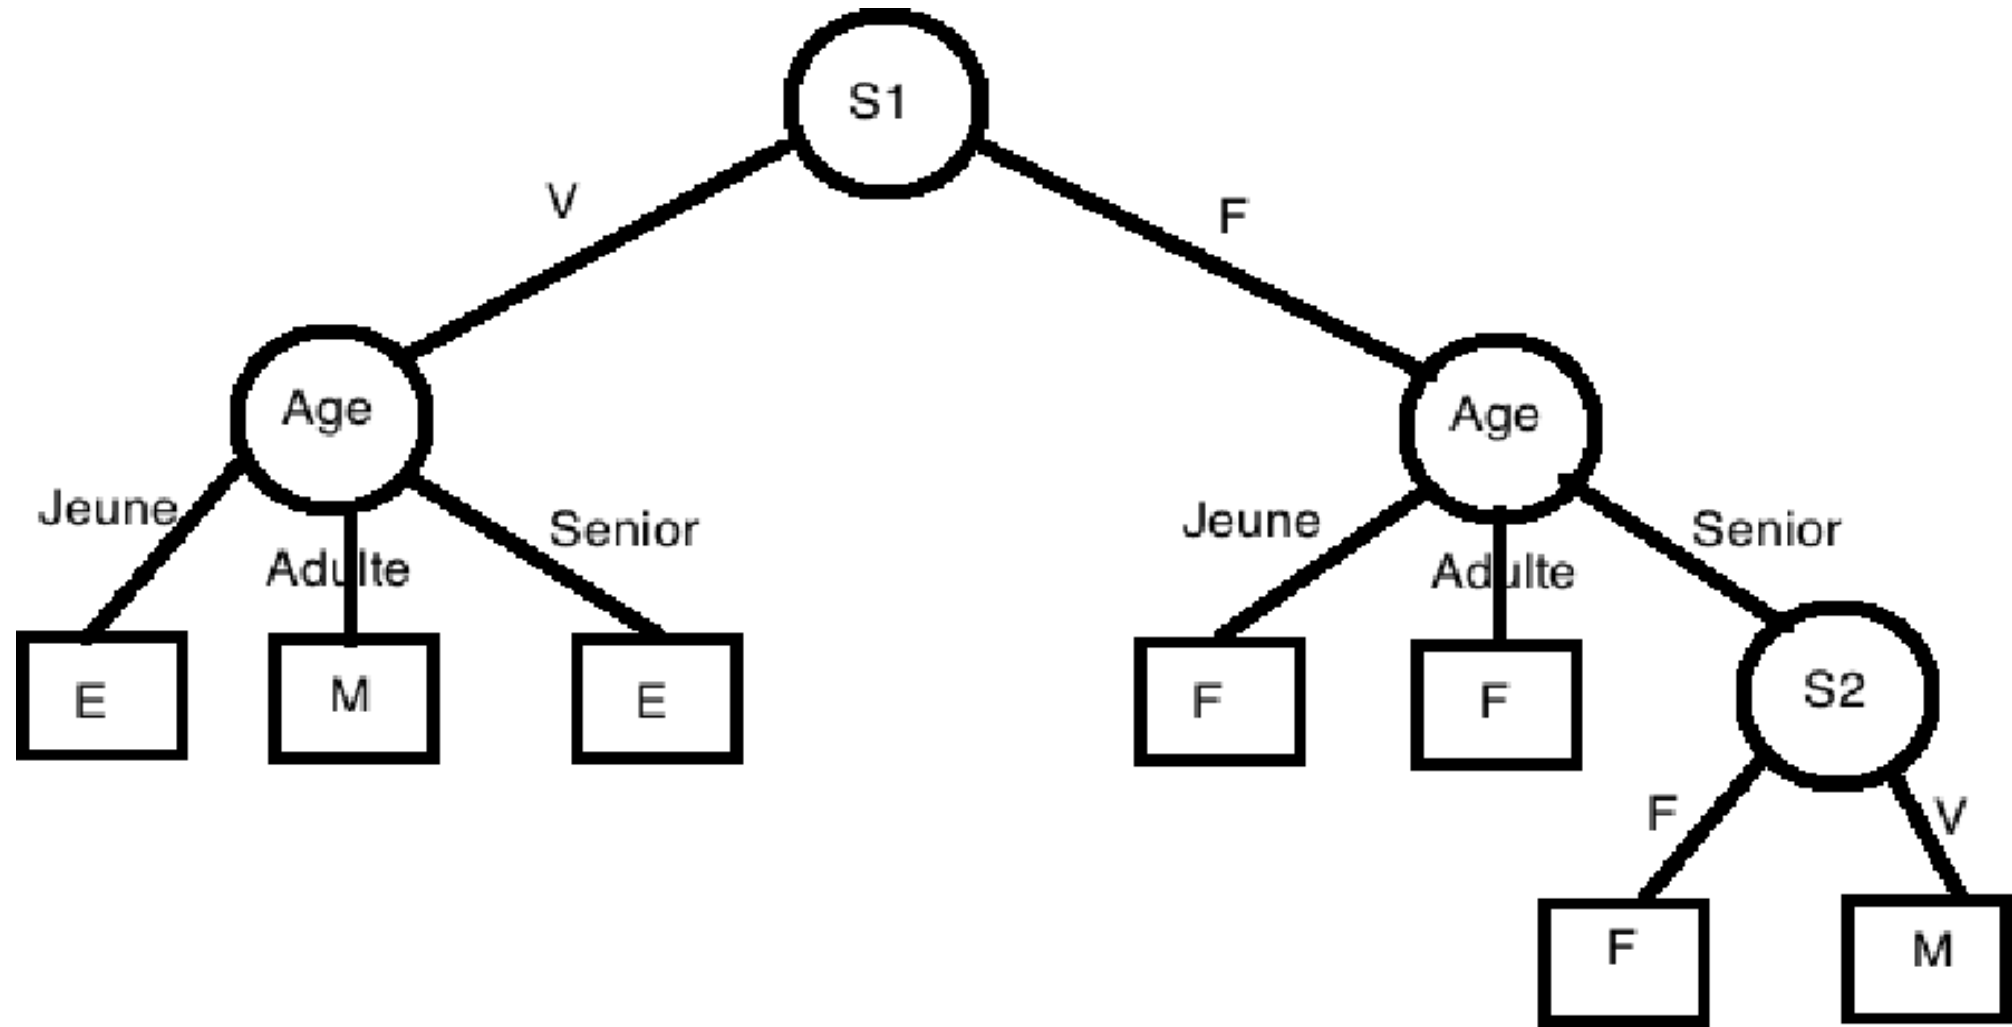 S1
V
F
Age
Age
Jeune
Adulte
Senior
Jeune
Adulte
Senior
E
M
E
F
F
S2
F
V
F
M